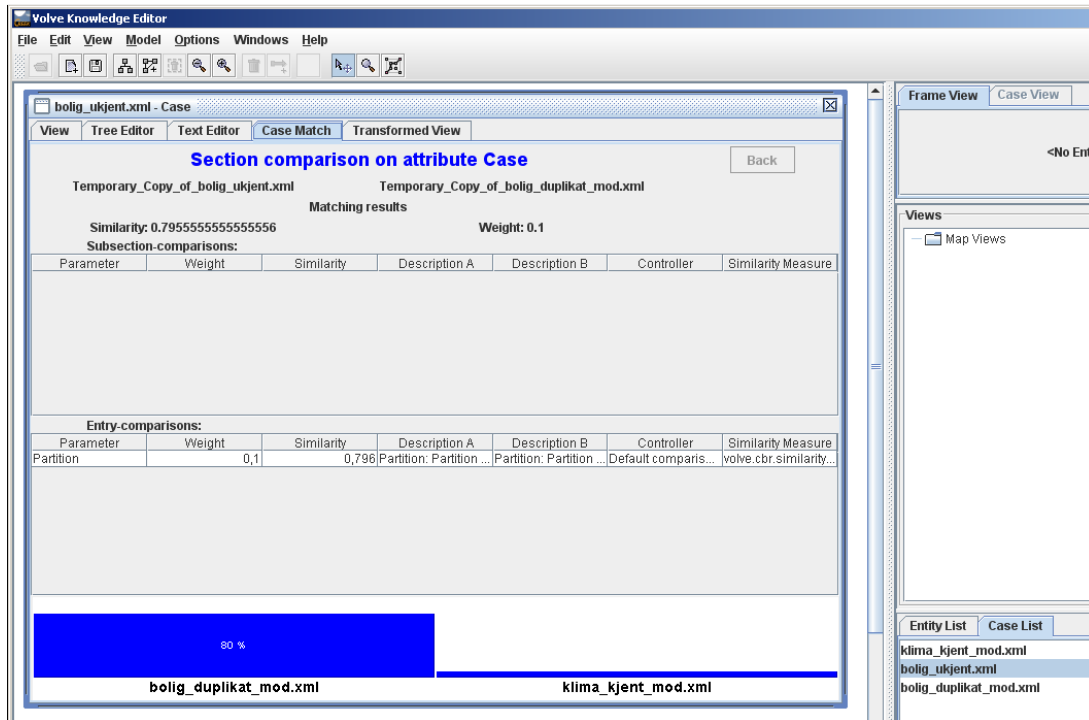 Volve Knowledge Editor
File Edit View Model Options Windows Help
bolig_ukjent.xml - Case
View Tree Editor Text Editor Case Match Transformed View
Section comparison on attribute Case
Back
Temporary_Copy_of_bolig_ukjent.xml Temporary_Copy_of_bolig_duplikat_mod.xml
Matching results
Similarity: 0.7955555555555556 Weight: 0.1
Subsection-comparisons:
Parameter Weight Similarity Description A Description B Controller Similarity Measure
Entry-comparisons:
Parameter Weight Similarity Description A Description B Controller Similarity Measure
Partition 0,1 0,796 Partition: Partition ... Partition: Partition ... Default comparis... volve.cbr.similarity...
80 %
bolig_duplikat_mod.xml klima_kjent_mod.xml
Frame View Case View
<No Ent
Views
Map Views
Entity List Case List
klima_kjent_mod.xml
bolig_ukjent.xml
bolig_duplikat_mod.xml